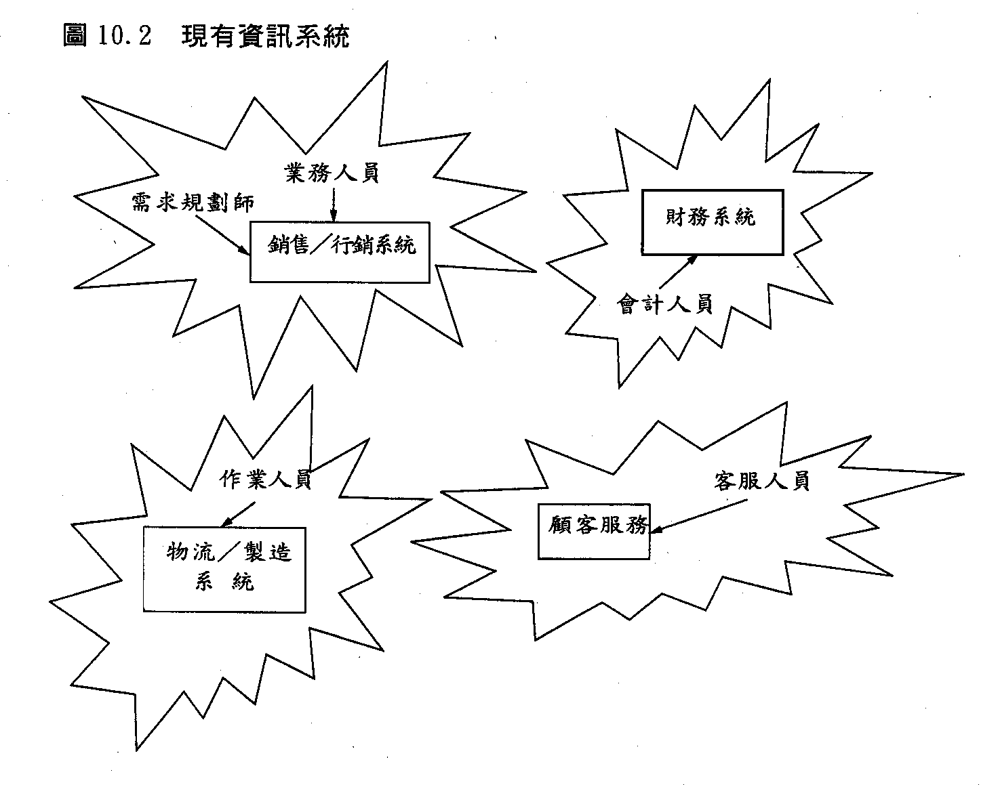 圖 10.2 現有資訊系統
業務人員
需求規劃師
銷售／行銷系統
財務系統
會計人員
作業人員
物流／製造
系 統
客服人員
顧客服務